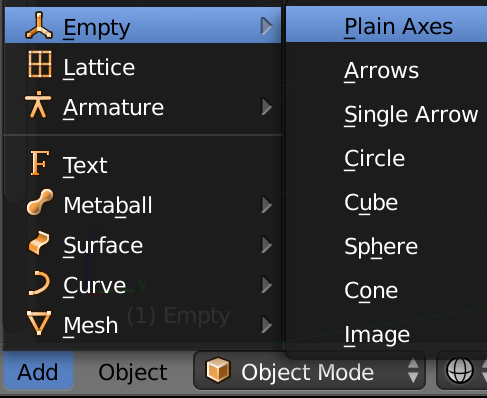 Empty
Lattice
Armature
Text
Metaball
Surface
Curve
Mesh
Plain Axes
Arrows
Single Arrow
Circle
Cube
Sphere
Cone
Image
y
(1) Empty
Add
Object
Object Mode